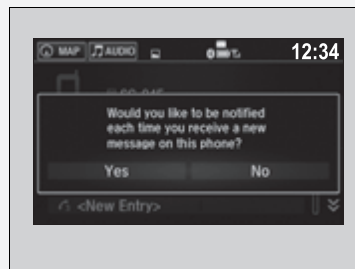 MAP AUDIO 12:34
Would you like to be notified
each time you receive a new
message on this phone?
Yes No
<New Entry>